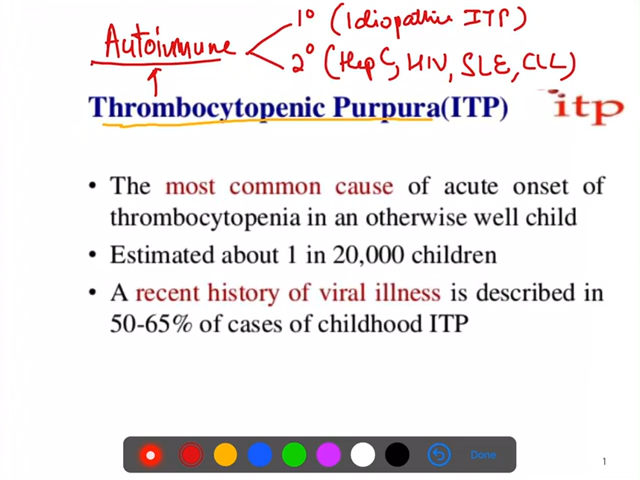 1° (Idiopathic ITP)
Autoimmune
2° (Hep C, HIV, SLE, CLL)
Thrombocytopenic Purpura(ITP)
itp
• The most common cause of acute onset of
thrombocytopenia in an otherwise well child
• Estimated about 1 in 20,000 children
• A recent history of viral illness is described in
50-65% of cases of childhood ITP
Done
1